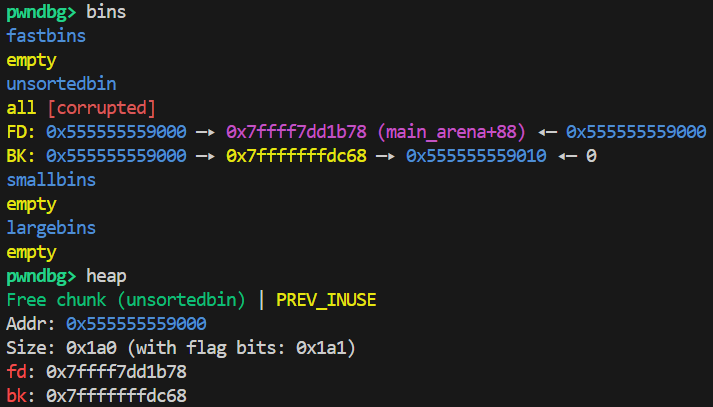 pwndbg> bins
fastbins
empty
unsortedbin
all [corrupted]
FD: 0x555555559000 —▸ 0x7ffff7dd1b78 (main_arena+88) ◂— 0x555555559000
BK: 0x555555559000 —▸ 0x7fffffffdc68 —▸ 0x555555559010 ◂— 0
smallbins
empty
largebins
empty
pwndbg> heap
Free chunk (unsortedbin) | PREV_INUSE
Addr: 0x555555559000
Size: 0x1a0 (with flag bits: 0x1a1)
fd: 0x7ffff7dd1b78
bk: 0x7fffffffdc68